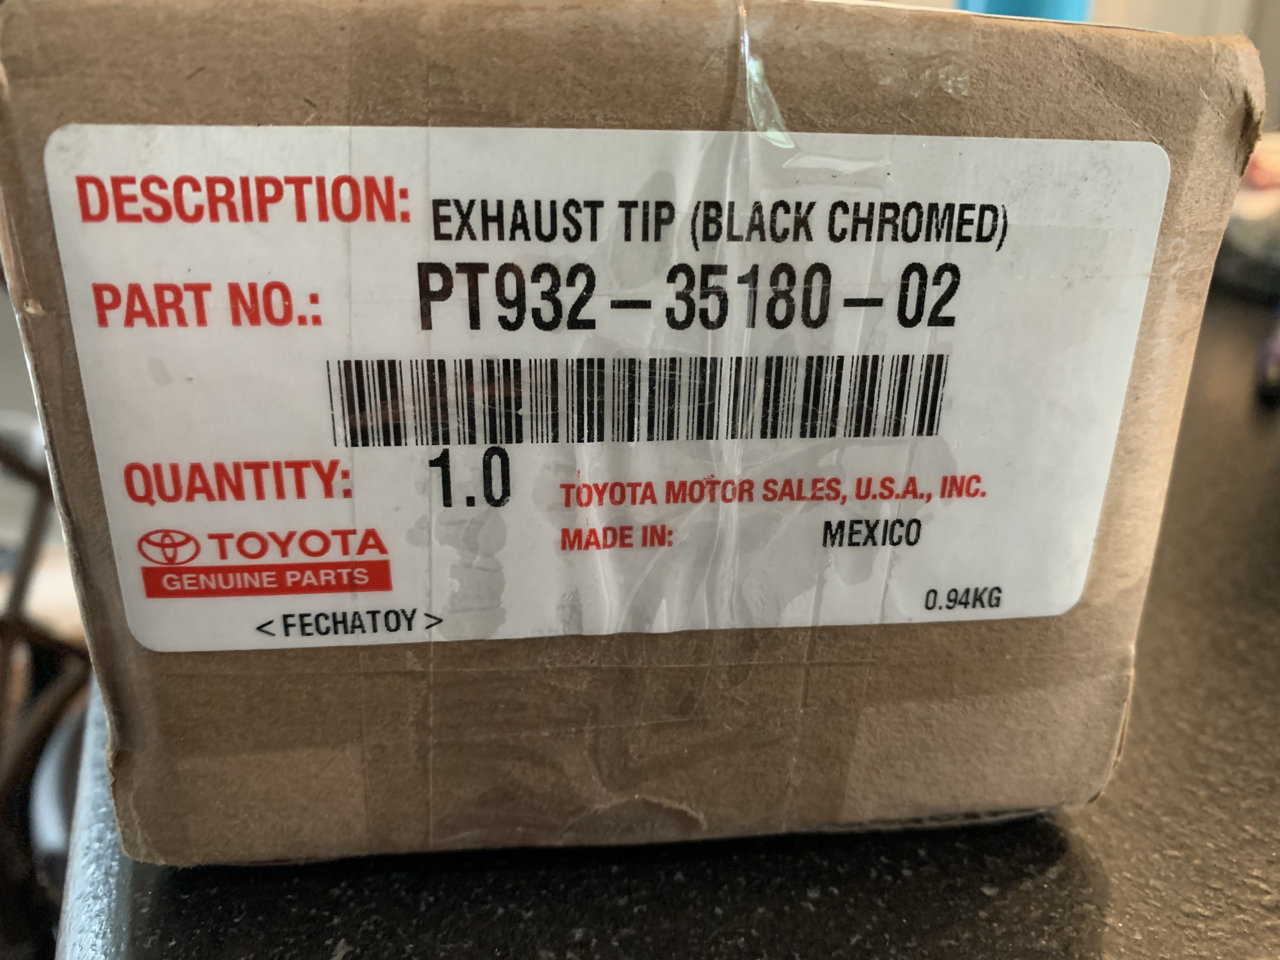 DESCRIPTION: EXHAUST TIP (BLACK CHROMED)
PART NO.: PT932-35180-02
QUANTITY: 1.0
TOYOTA MOTOR SALES, U.S.A., INC.
MADE IN: MEXICO
TOYOTA
GENUINE PARTS
<FECHATOY>
0.94KG